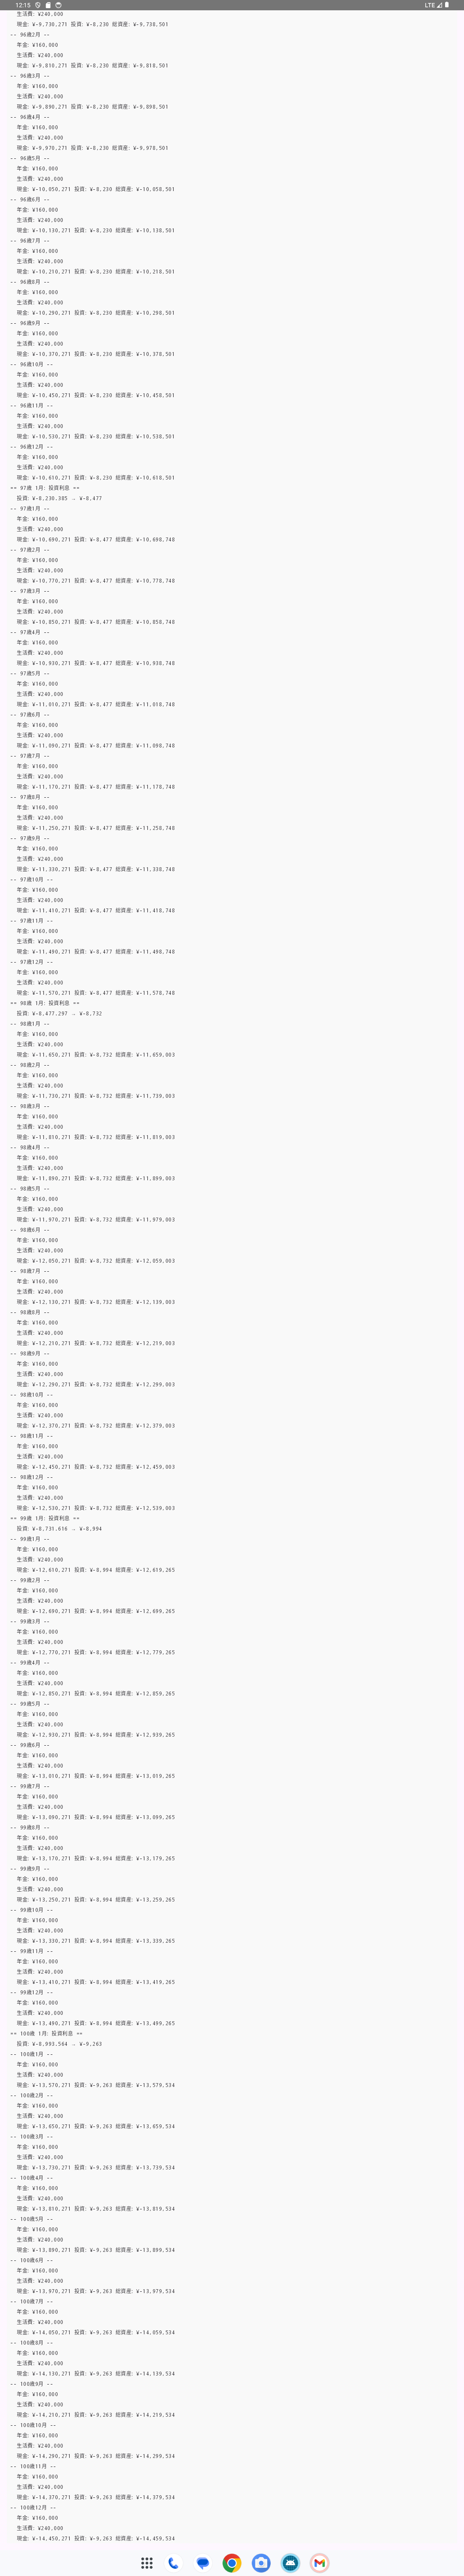 12:15 LTE
生活費: ¥240,000
現金: ¥-9,730,271 投資: ¥-8,230 総資産: ¥-9,738,501
-- 96歳2月 --
年金: ¥160,000
生活費: ¥240,000
現金: ¥-9,810,271 投資: ¥-8,230 総資産: ¥-9,818,501
-- 96歳3月 --
年金: ¥160,000
生活費: ¥240,000
現金: ¥-9,890,271 投資: ¥-8,230 総資産: ¥-9,898,501
-- 96歳4月 --
年金: ¥160,000
生活費: ¥240,000
現金: ¥-9,970,271 投資: ¥-8,230 総資産: ¥-9,978,501
-- 96歳5月 --
年金: ¥160,000
生活費: ¥240,000
現金: ¥-10,050,271 投資: ¥-8,230 総資産: ¥-10,058,501
-- 96歳6月 --
年金: ¥160,000
生活費: ¥240,000
現金: ¥-10,130,271 投資: ¥-8,230 総資産: ¥-10,138,501
-- 96歳7月 --
年金: ¥160,000
生活費: ¥240,000
現金: ¥-10,210,271 投資: ¥-8,230 総資産: ¥-10,218,501
-- 96歳8月 --
年金: ¥160,000
生活費: ¥240,000
現金: ¥-10,290,271 投資: ¥-8,230 総資産: ¥-10,298,501
-- 96歳9月 --
年金: ¥160,000
生活費: ¥240,000
現金: ¥-10,370,271 投資: ¥-8,230 総資産: ¥-10,378,501
-- 96歳10月 --
年金: ¥160,000
生活費: ¥240,000
現金: ¥-10,450,271 投資: ¥-8,230 総資産: ¥-10,458,501
-- 96歳11月 --
年金: ¥160,000
生活費: ¥240,000
現金: ¥-10,530,271 投資: ¥-8,230 総資産: ¥-10,538,501
-- 96歳12月 --
年金: ¥160,000
生活費: ¥240,000
現金: ¥-10,610,271 投資: ¥-8,230 総資産: ¥-10,618,501
== 97歳 1月: 投資利息 ==
投資: ¥-8,230.385 → ¥-8,477
-- 97歳1月 --
年金: ¥160,000
生活費: ¥240,000
現金: ¥-10,690,271 投資: ¥-8,477 総資産: ¥-10,698,748
-- 97歳2月 --
年金: ¥160,000
生活費: ¥240,000
現金: ¥-10,770,271 投資: ¥-8,477 総資産: ¥-10,778,748
-- 97歳3月 --
年金: ¥160,000
生活費: ¥240,000
現金: ¥-10,850,271 投資: ¥-8,477 総資産: ¥-10,858,748
-- 97歳4月 --
年金: ¥160,000
生活費: ¥240,000
現金: ¥-10,930,271 投資: ¥-8,477 総資産: ¥-10,938,748
-- 97歳5月 --
年金: ¥160,000
生活費: ¥240,000
現金: ¥-11,010,271 投資: ¥-8,477 総資産: ¥-11,018,748
-- 97歳6月 --
年金: ¥160,000
生活費: ¥240,000
現金: ¥-11,090,271 投資: ¥-8,477 総資産: ¥-11,098,748
-- 97歳7月 --
年金: ¥160,000
生活費: ¥240,000
現金: ¥-11,170,271 投資: ¥-8,477 総資産: ¥-11,178,748
-- 97歳8月 --
年金: ¥160,000
生活費: ¥240,000
現金: ¥-11,250,271 投資: ¥-8,477 総資産: ¥-11,258,748
-- 97歳9月 --
年金: ¥160,000
生活費: ¥240,000
現金: ¥-11,330,271 投資: ¥-8,477 総資産: ¥-11,338,748
-- 97歳10月 --
年金: ¥160,000
生活費: ¥240,000
現金: ¥-11,410,271 投資: ¥-8,477 総資産: ¥-11,418,748
-- 97歳11月 --
年金: ¥160,000
生活費: ¥240,000
現金: ¥-11,490,271 投資: ¥-8,477 総資産: ¥-11,498,748
-- 97歳12月 --
年金: ¥160,000
生活費: ¥240,000
現金: ¥-11,570,271 投資: ¥-8,477 総資産: ¥-11,578,748
== 98歳 1月: 投資利息 ==
投資: ¥-8,477.297 → ¥-8,732
-- 98歳1月 --
年金: ¥160,000
生活費: ¥240,000
現金: ¥-11,650,271 投資: ¥-8,732 総資産: ¥-11,659,003
-- 98歳2月 --
年金: ¥160,000
生活費: ¥240,000
現金: ¥-11,730,271 投資: ¥-8,732 総資産: ¥-11,739,003
-- 98歳3月 --
年金: ¥160,000
生活費: ¥240,000
現金: ¥-11,810,271 投資: ¥-8,732 総資産: ¥-11,819,003
-- 98歳4月 --
年金: ¥160,000
生活費: ¥240,000
現金: ¥-11,890,271 投資: ¥-8,732 総資産: ¥-11,899,003
-- 98歳5月 --
年金: ¥160,000
生活費: ¥240,000
現金: ¥-11,970,271 投資: ¥-8,732 総資産: ¥-11,979,003
-- 98歳6月 --
年金: ¥160,000
生活費: ¥240,000
現金: ¥-12,050,271 投資: ¥-8,732 総資産: ¥-12,059,003
-- 98歳7月 --
年金: ¥160,000
生活費: ¥240,000
現金: ¥-12,130,271 投資: ¥-8,732 総資産: ¥-12,139,003
-- 98歳8月 --
年金: ¥160,000
生活費: ¥240,000
現金: ¥-12,210,271 投資: ¥-8,732 総資産: ¥-12,219,003
-- 98歳9月 --
年金: ¥160,000
生活費: ¥240,000
現金: ¥-12,290,271 投資: ¥-8,732 総資産: ¥-12,299,003
-- 98歳10月 --
年金: ¥160,000
生活費: ¥240,000
現金: ¥-12,370,271 投資: ¥-8,732 総資産: ¥-12,379,003
-- 98歳11月 --
年金: ¥160,000
生活費: ¥240,000
現金: ¥-12,450,271 投資: ¥-8,732 総資産: ¥-12,459,003
-- 98歳12月 --
年金: ¥160,000
生活費: ¥240,000
現金: ¥-12,530,271 投資: ¥-8,732 総資産: ¥-12,539,003
== 99歳 1月: 投資利息 ==
投資: ¥-8,731.616 → ¥-8,994
-- 99歳1月 --
年金: ¥160,000
生活費: ¥240,000
現金: ¥-12,610,271 投資: ¥-8,994 総資産: ¥-12,619,265
-- 99歳2月 --
年金: ¥160,000
生活費: ¥240,000
現金: ¥-12,690,271 投資: ¥-8,994 総資産: ¥-12,699,265
-- 99歳3月 --
年金: ¥160,000
生活費: ¥240,000
現金: ¥-12,770,271 投資: ¥-8,994 総資産: ¥-12,779,265
-- 99歳4月 --
年金: ¥160,000
生活費: ¥240,000
現金: ¥-12,850,271 投資: ¥-8,994 総資産: ¥-12,859,265
-- 99歳5月 --
年金: ¥160,000
生活費: ¥240,000
現金: ¥-12,930,271 投資: ¥-8,994 総資産: ¥-12,939,265
-- 99歳6月 --
年金: ¥160,000
生活費: ¥240,000
現金: ¥-13,010,271 投資: ¥-8,994 総資産: ¥-13,019,265
-- 99歳7月 --
年金: ¥160,000
生活費: ¥240,000
現金: ¥-13,090,271 投資: ¥-8,994 総資産: ¥-13,099,265
-- 99歳8月 --
年金: ¥160,000
生活費: ¥240,000
現金: ¥-13,170,271 投資: ¥-8,994 総資産: ¥-13,179,265
-- 99歳9月 --
年金: ¥160,000
生活費: ¥240,000
現金: ¥-13,250,271 投資: ¥-8,994 総資産: ¥-13,259,265
-- 99歳10月 --
年金: ¥160,000
生活費: ¥240,000
現金: ¥-13,330,271 投資: ¥-8,994 総資産: ¥-13,339,265
-- 99歳11月 --
年金: ¥160,000
生活費: ¥240,000
現金: ¥-13,410,271 投資: ¥-8,994 総資産: ¥-13,419,265
-- 99歳12月 --
年金: ¥160,000
生活費: ¥240,000
現金: ¥-13,490,271 投資: ¥-8,994 総資産: ¥-13,499,265
== 100歳 1月: 投資利息 ==
投資: ¥-8,993.564 → ¥-9,263
-- 100歳1月 --
年金: ¥160,000
生活費: ¥240,000
現金: ¥-13,570,271 投資: ¥-9,263 総資産: ¥-13,579,534
-- 100歳2月 --
年金: ¥160,000
生活費: ¥240,000
現金: ¥-13,650,271 投資: ¥-9,263 総資産: ¥-13,659,534
-- 100歳3月 --
年金: ¥160,000
生活費: ¥240,000
現金: ¥-13,730,271 投資: ¥-9,263 総資産: ¥-13,739,534
-- 100歳4月 --
年金: ¥160,000
生活費: ¥240,000
現金: ¥-13,810,271 投資: ¥-9,263 総資産: ¥-13,819,534
-- 100歳5月 --
年金: ¥160,000
生活費: ¥240,000
現金: ¥-13,890,271 投資: ¥-9,263 総資産: ¥-13,899,534
-- 100歳6月 --
年金: ¥160,000
生活費: ¥240,000
現金: ¥-13,970,271 投資: ¥-9,263 総資産: ¥-13,979,534
-- 100歳7月 --
年金: ¥160,000
生活費: ¥240,000
現金: ¥-14,050,271 投資: ¥-9,263 総資産: ¥-14,059,534
-- 100歳8月 --
年金: ¥160,000
生活費: ¥240,000
現金: ¥-14,130,271 投資: ¥-9,263 総資産: ¥-14,139,534
-- 100歳9月 --
年金: ¥160,000
生活費: ¥240,000
現金: ¥-14,210,271 投資: ¥-9,263 総資産: ¥-14,219,534
-- 100歳10月 --
年金: ¥160,000
生活費: ¥240,000
現金: ¥-14,290,271 投資: ¥-9,263 総資産: ¥-14,299,534
-- 100歳11月 --
年金: ¥160,000
生活費: ¥240,000
現金: ¥-14,370,271 投資: ¥-9,263 総資産: ¥-14,379,534
-- 100歳12月 --
年金: ¥160,000
生活費: ¥240,000
現金: ¥-14,450,271 投資: ¥-9,263 総資産: ¥-14,459,534